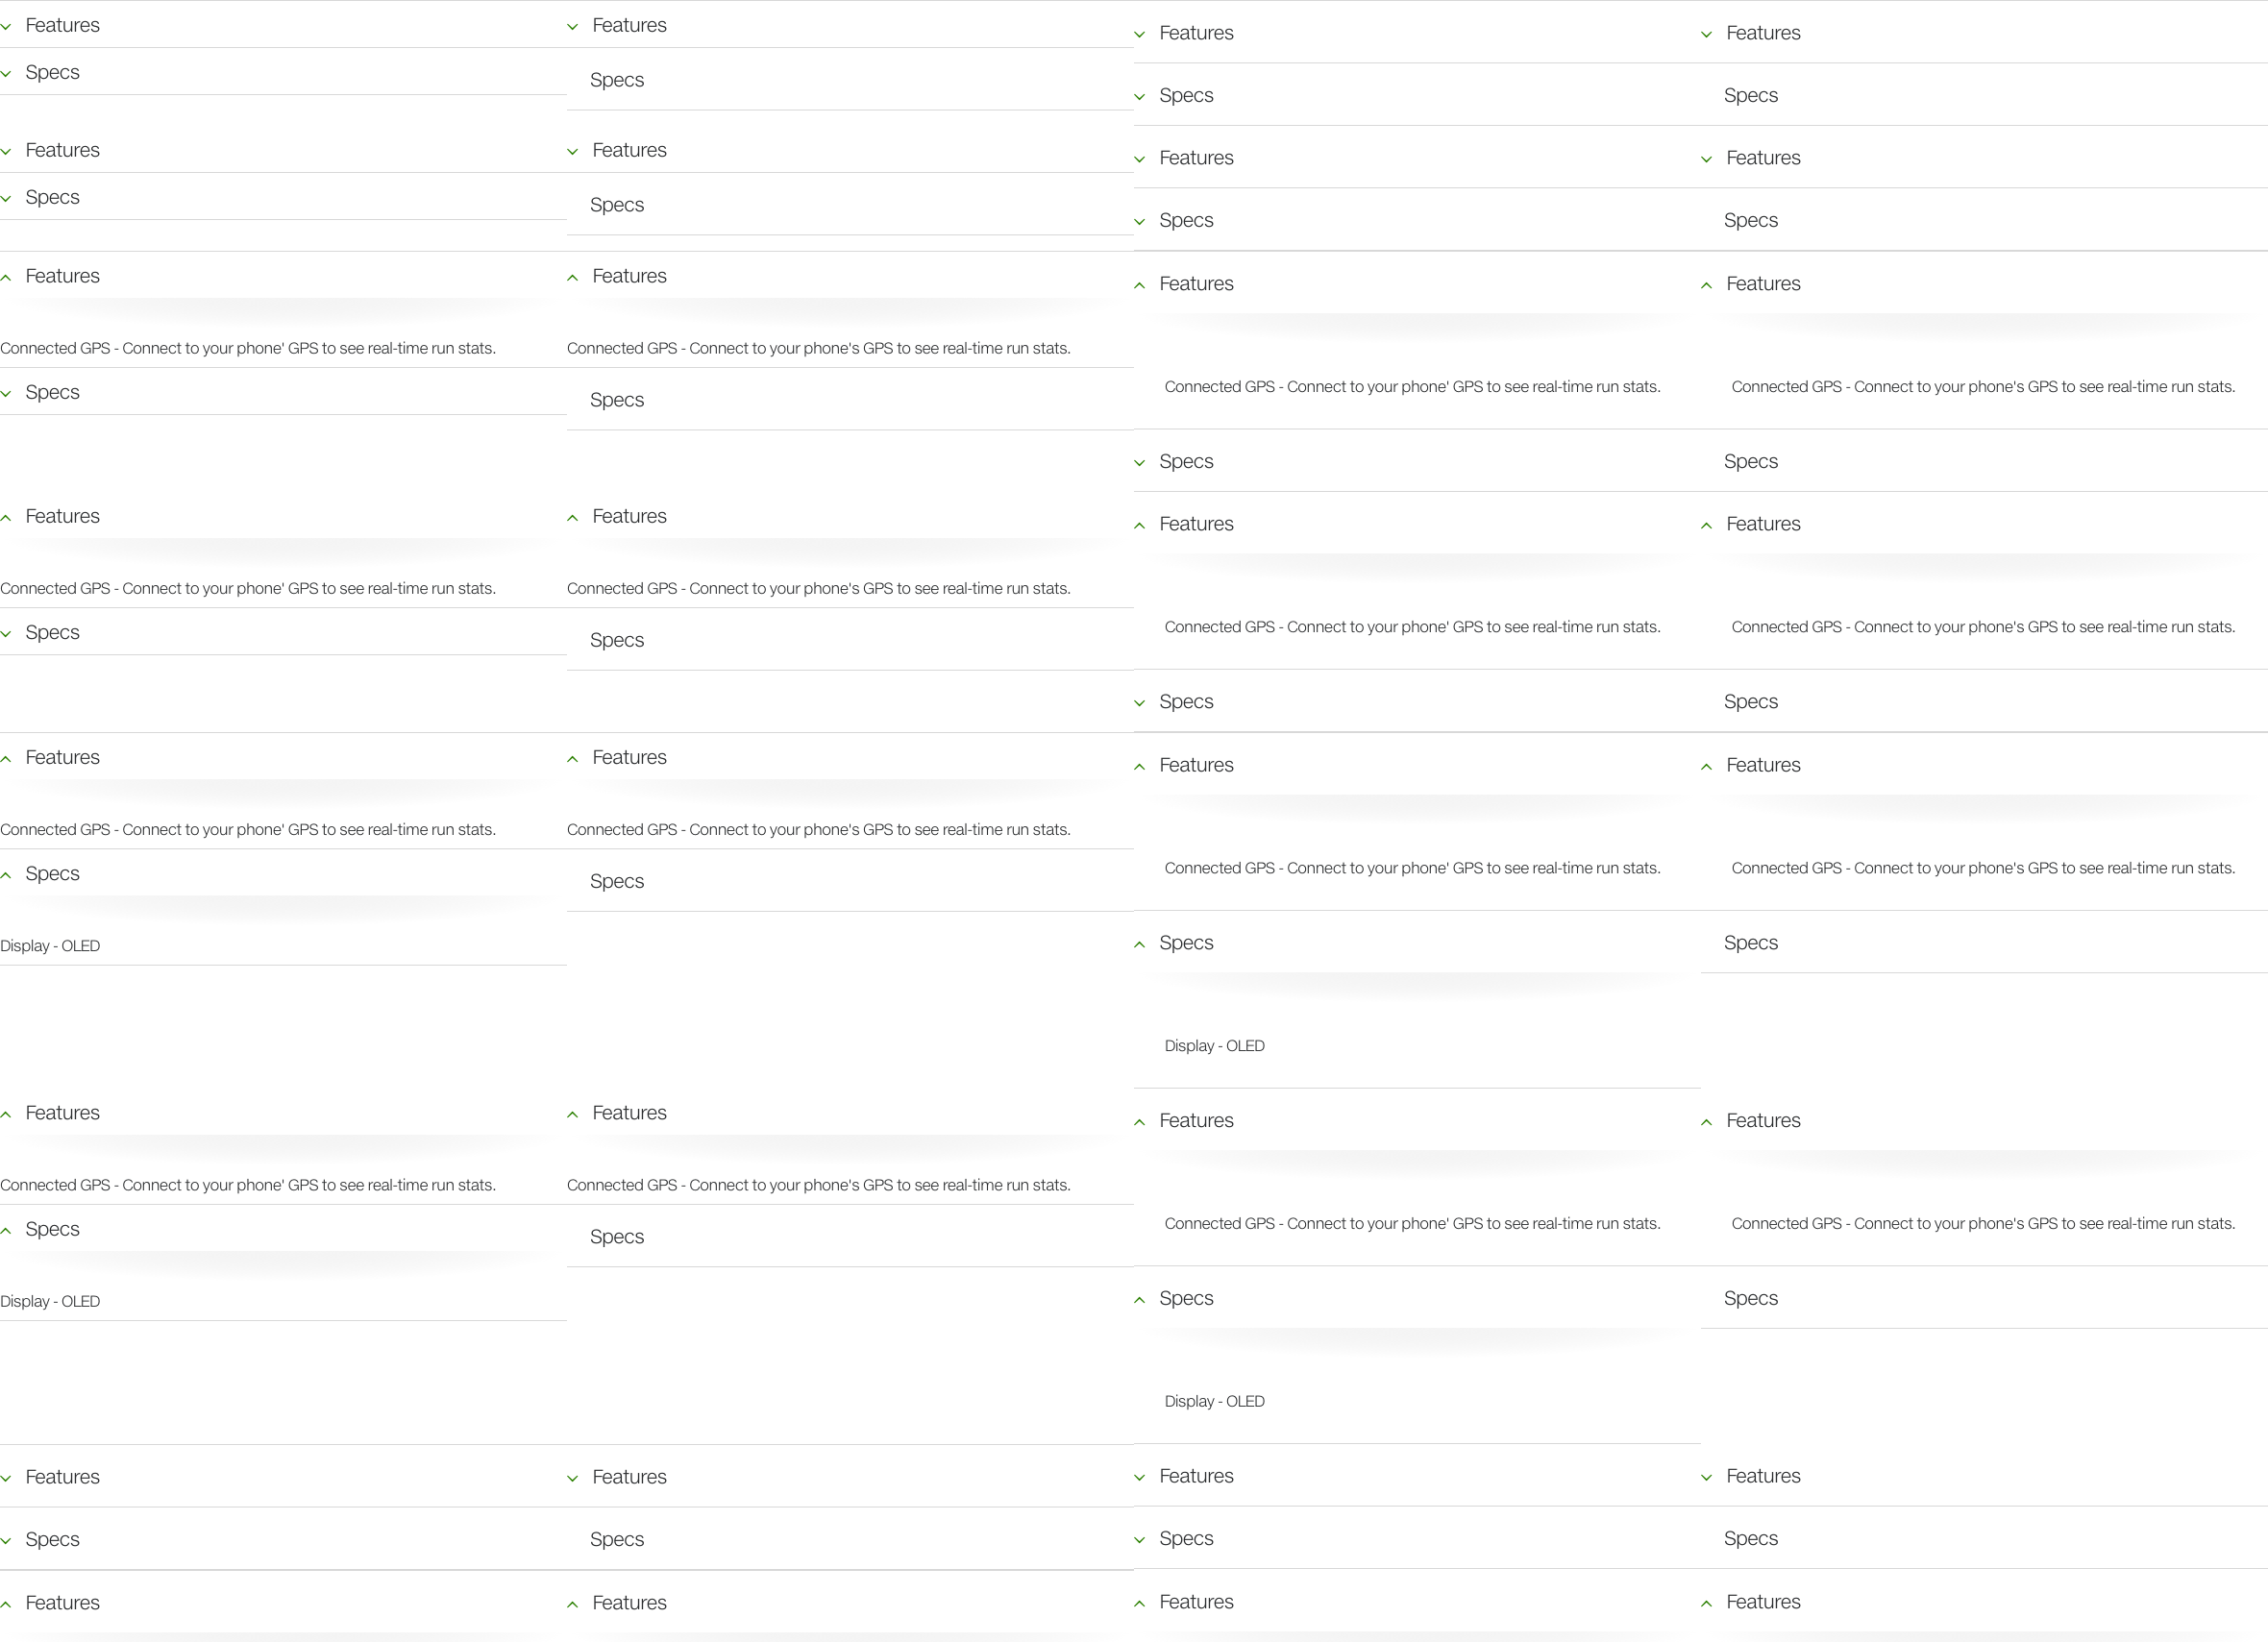 Features Features Features Features
Specs Specs Specs Specs
Features Features Features Features
Specs Specs Specs Specs
Features Features Features Features
Connected GPS - Connect to your phone' GPS to see real-time run stats. Connected GPS - Connect to your phone's GPS to see real-time run stats. Connected GPS - Connect to your phone' GPS to see real-time run stats. Connected GPS - Connect to your phone's GPS to see real-time run stats.
Specs Specs Specs Specs
Features Features Features Features
Connected GPS - Connect to your phone' GPS to see real-time run stats. Connected GPS - Connect to your phone's GPS to see real-time run stats. Connected GPS - Connect to your phone' GPS to see real-time run stats. Connected GPS - Connect to your phone's GPS to see real-time run stats.
Specs Specs Specs Specs
Features Features Features Features
Connected GPS - Connect to your phone' GPS to see real-time run stats. Connected GPS - Connect to your phone's GPS to see real-time run stats. Connected GPS - Connect to your phone' GPS to see real-time run stats. Connected GPS - Connect to your phone's GPS to see real-time run stats.
Specs Specs Specs Specs
Display - OLED Display - OLED
Features Features Features Features
Connected GPS - Connect to your phone' GPS to see real-time run stats. Connected GPS - Connect to your phone's GPS to see real-time run stats. Connected GPS - Connect to your phone' GPS to see real-time run stats. Connected GPS - Connect to your phone's GPS to see real-time run stats.
Specs Specs Specs Specs
Display - OLED Display - OLED
Features Features Features Features
Specs Specs Specs Specs
Features Features Features Features